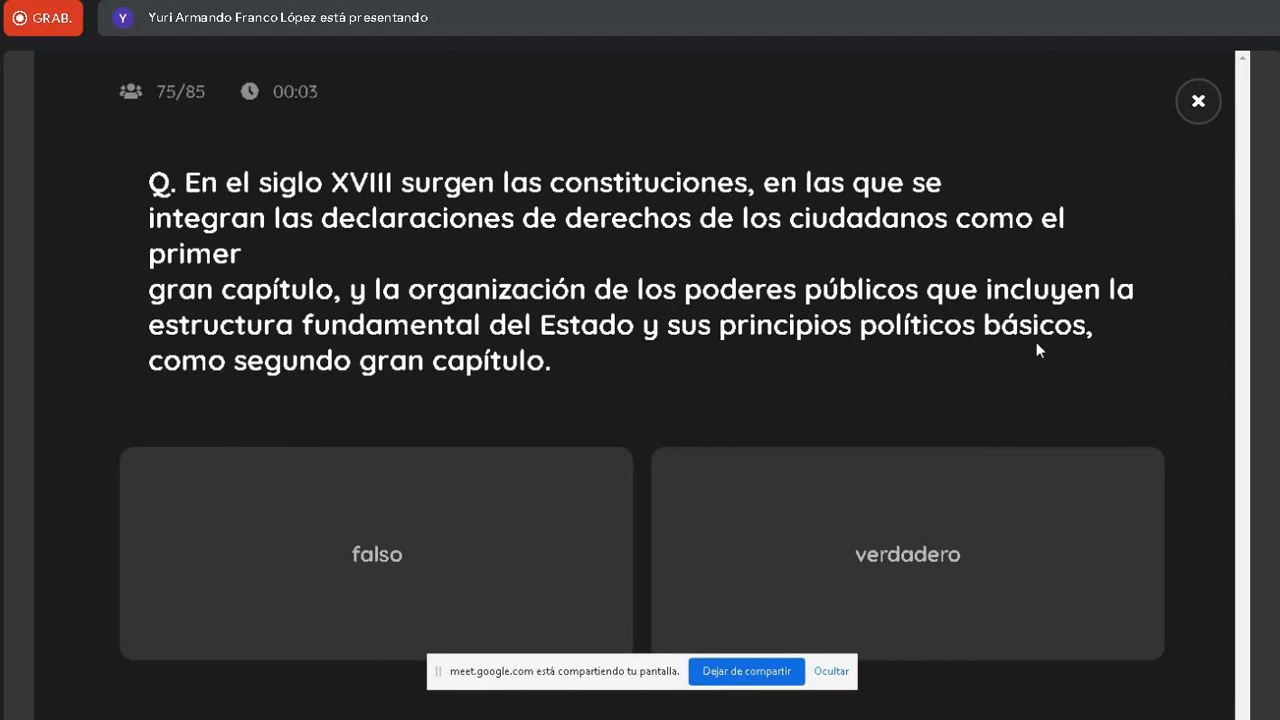 GRAB.
Y
Yuri Armando Franco López está presentando
75/85
00:03
Q. En el siglo XVIII surgen las constituciones, en las que se
integran las declaraciones de derechos de los ciudadanos como el
primer
gran capítulo, y la organización de los poderes públicos que incluyen la
estructura fundamental del Estado y sus principios políticos básicos,
como segundo gran capítulo.
falso
verdadero
meet.google.com está compartiendo tu pantalla.
Dejar de compartir
Ocultar